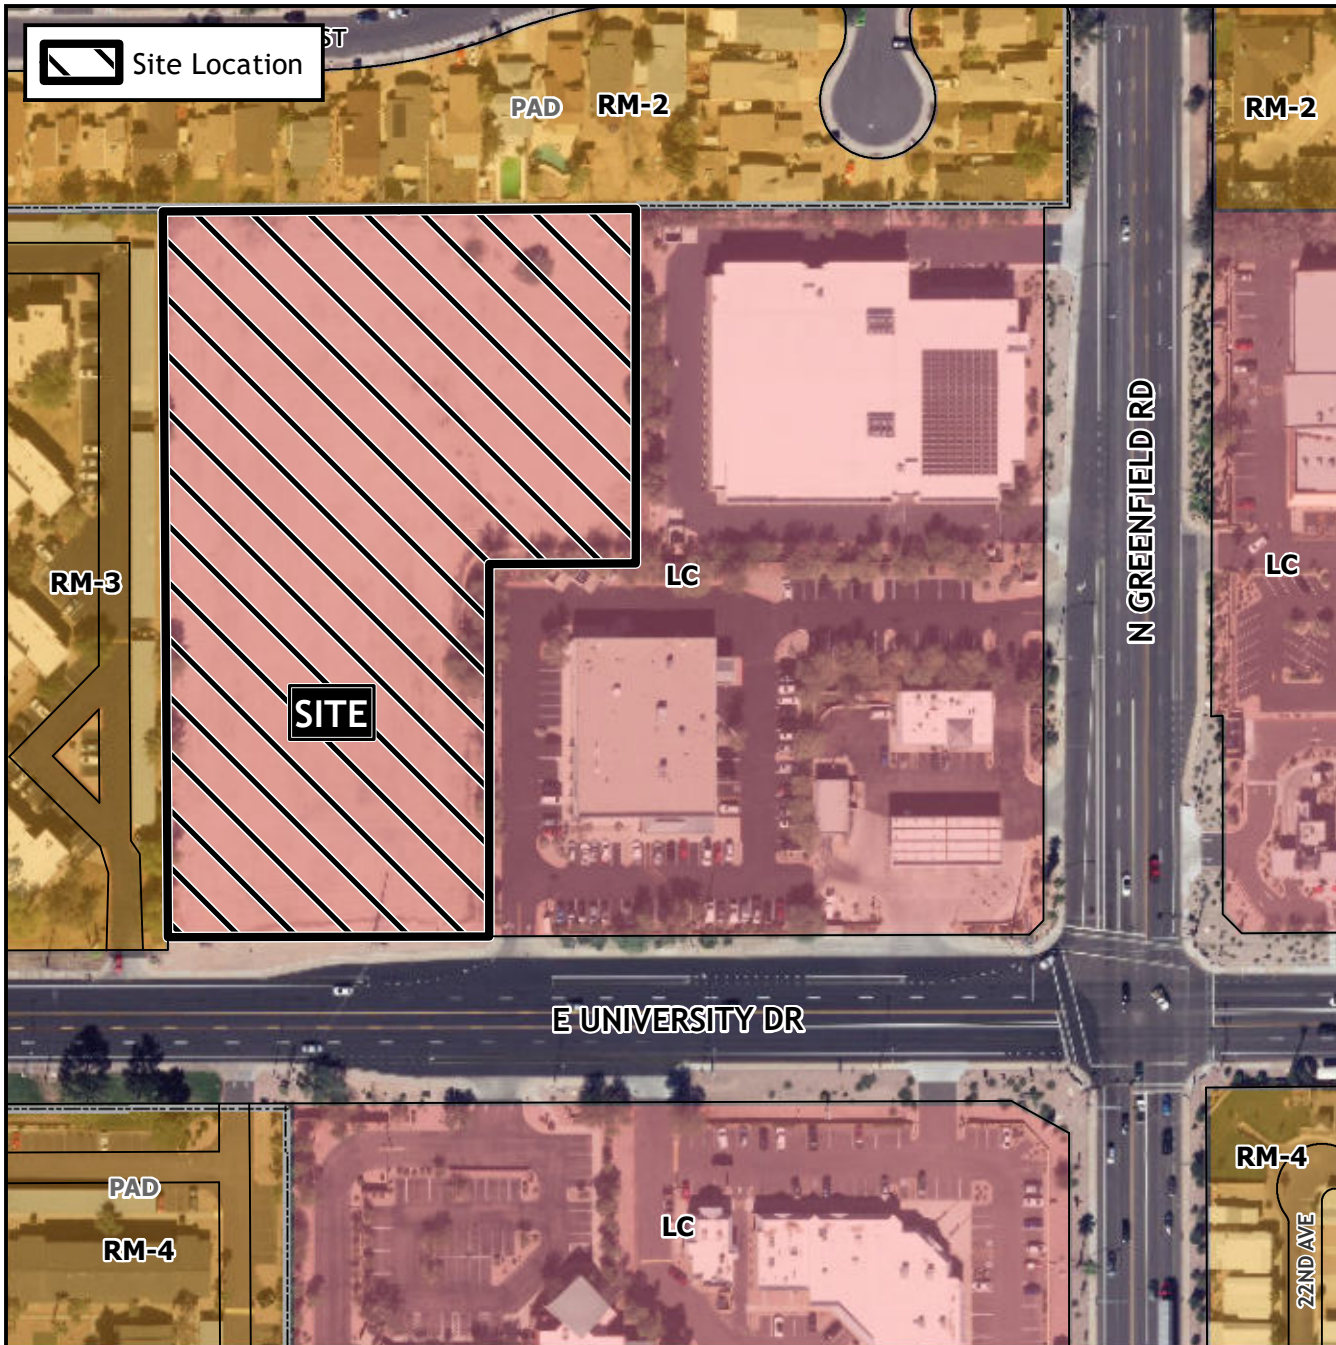 ST
Site Location
PAD
RM-2
RM-2
N GREENFIELD RD
RM-3
LC
LC
SITE
E UNIVERSITY DR
PAD
RM-4
LC
RM-4
22ND AVE